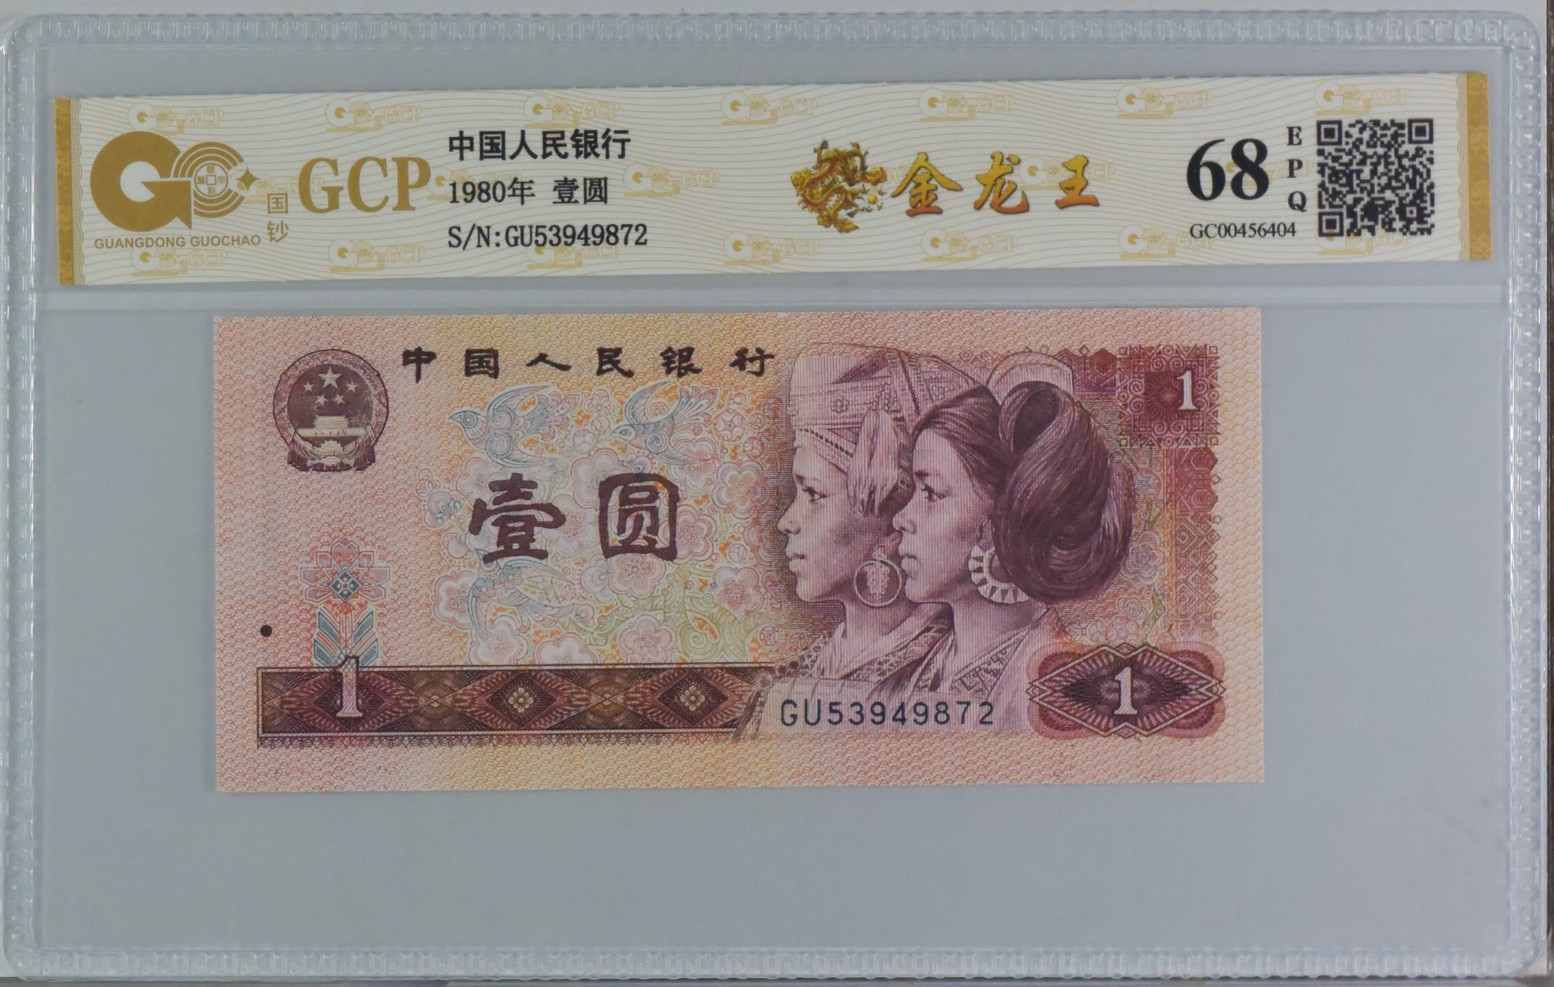 GUANGDONG GUOCHAO
国钞
GCP
中国人民银行
1980年 壹圆
S/N:GU53949872
金龙王
68
EPQ
GC00456404
中国人民银行
1
壹圆
1
GU53949872
1